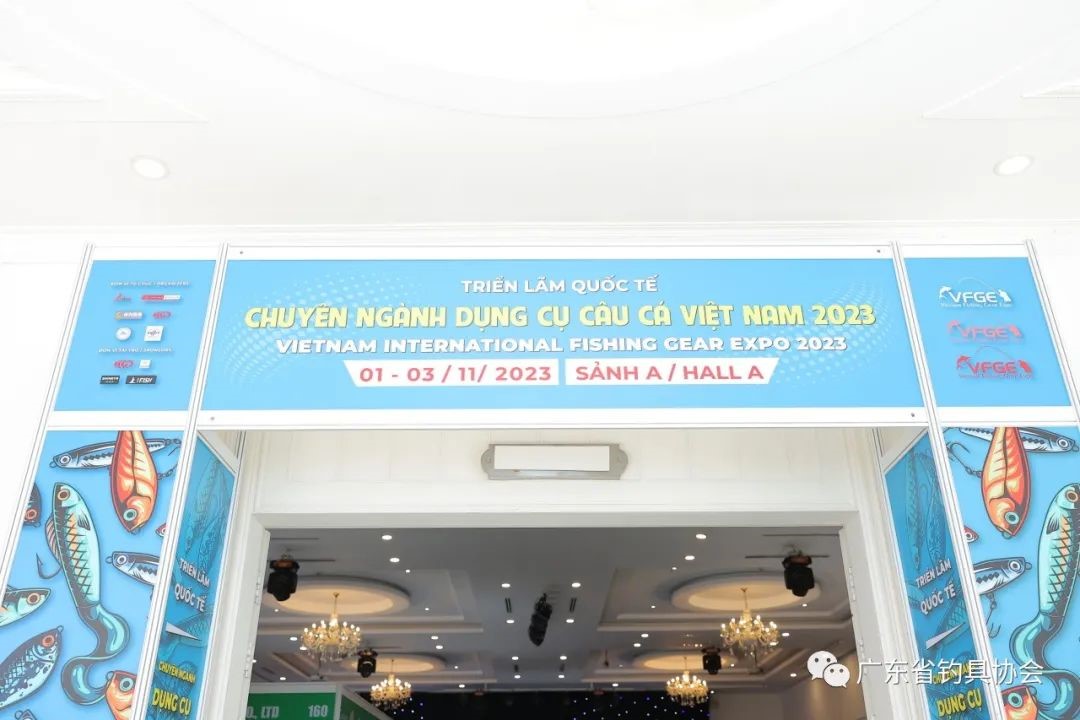 TRIỂN LÃM QUỐC TẾ
CHUYÊN NGÀNH DỤNG CỤ CÂU CÁ VIỆT NAM 2023
VIETNAM INTERNATIONAL FISHING GEAR EXPO 2023
01 - 03 / 11/ 2023
SẢNH A / HALL A
VFGE
VFGE
VFGE
FISH
TRIỂN LÃM
QUỐC TẾ
CHUYÊN NGÀNH
DỤNG CỤ
TRIỂN LÃM
QUỐC TẾ
DỤNG CỤ
O., LTD
160
广东省钓具协会